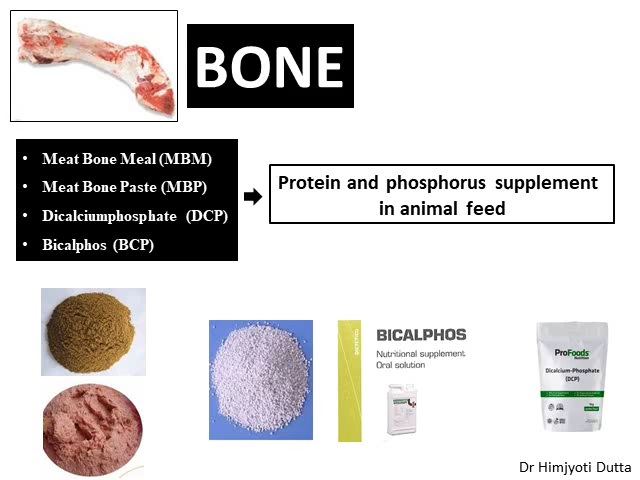 BONE
• Meat Bone Meal (MBM)
• Meat Bone Paste (MBP)
• Dicalciumphosphate (DCP)
• Bicalphos (BCP)
Protein and phosphorus supplement
in animal feed
BICALPHOS
Nutritional supplement
Oral solution
ProFoods
Nutrition
Dicalcium-Phosphate
(DCP)
Dr Himjyoti Dutta